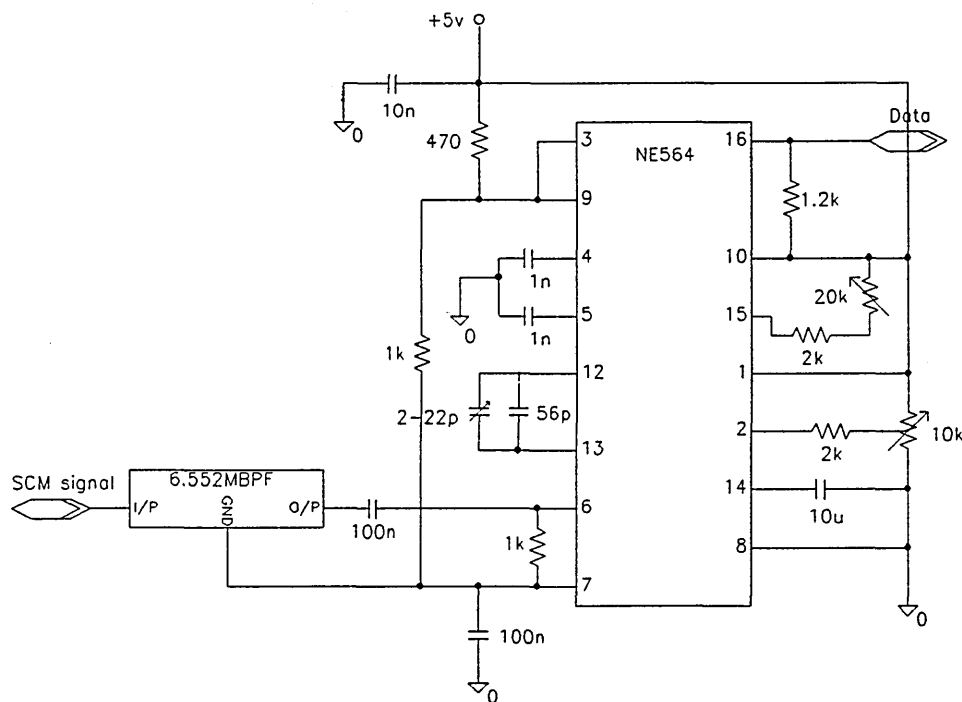 +5v
10n
0
470
3
NE564
16
Data
9
1.2k
4
1n
10
20k
5
1n
0
15
2k
1k
12
1
2-22p
56p
2
2k
10k
13
SCM signal
6.552MBPF
I/P
GND
O/P
100n
6
14
10u
1k
8
7
100n
0
0